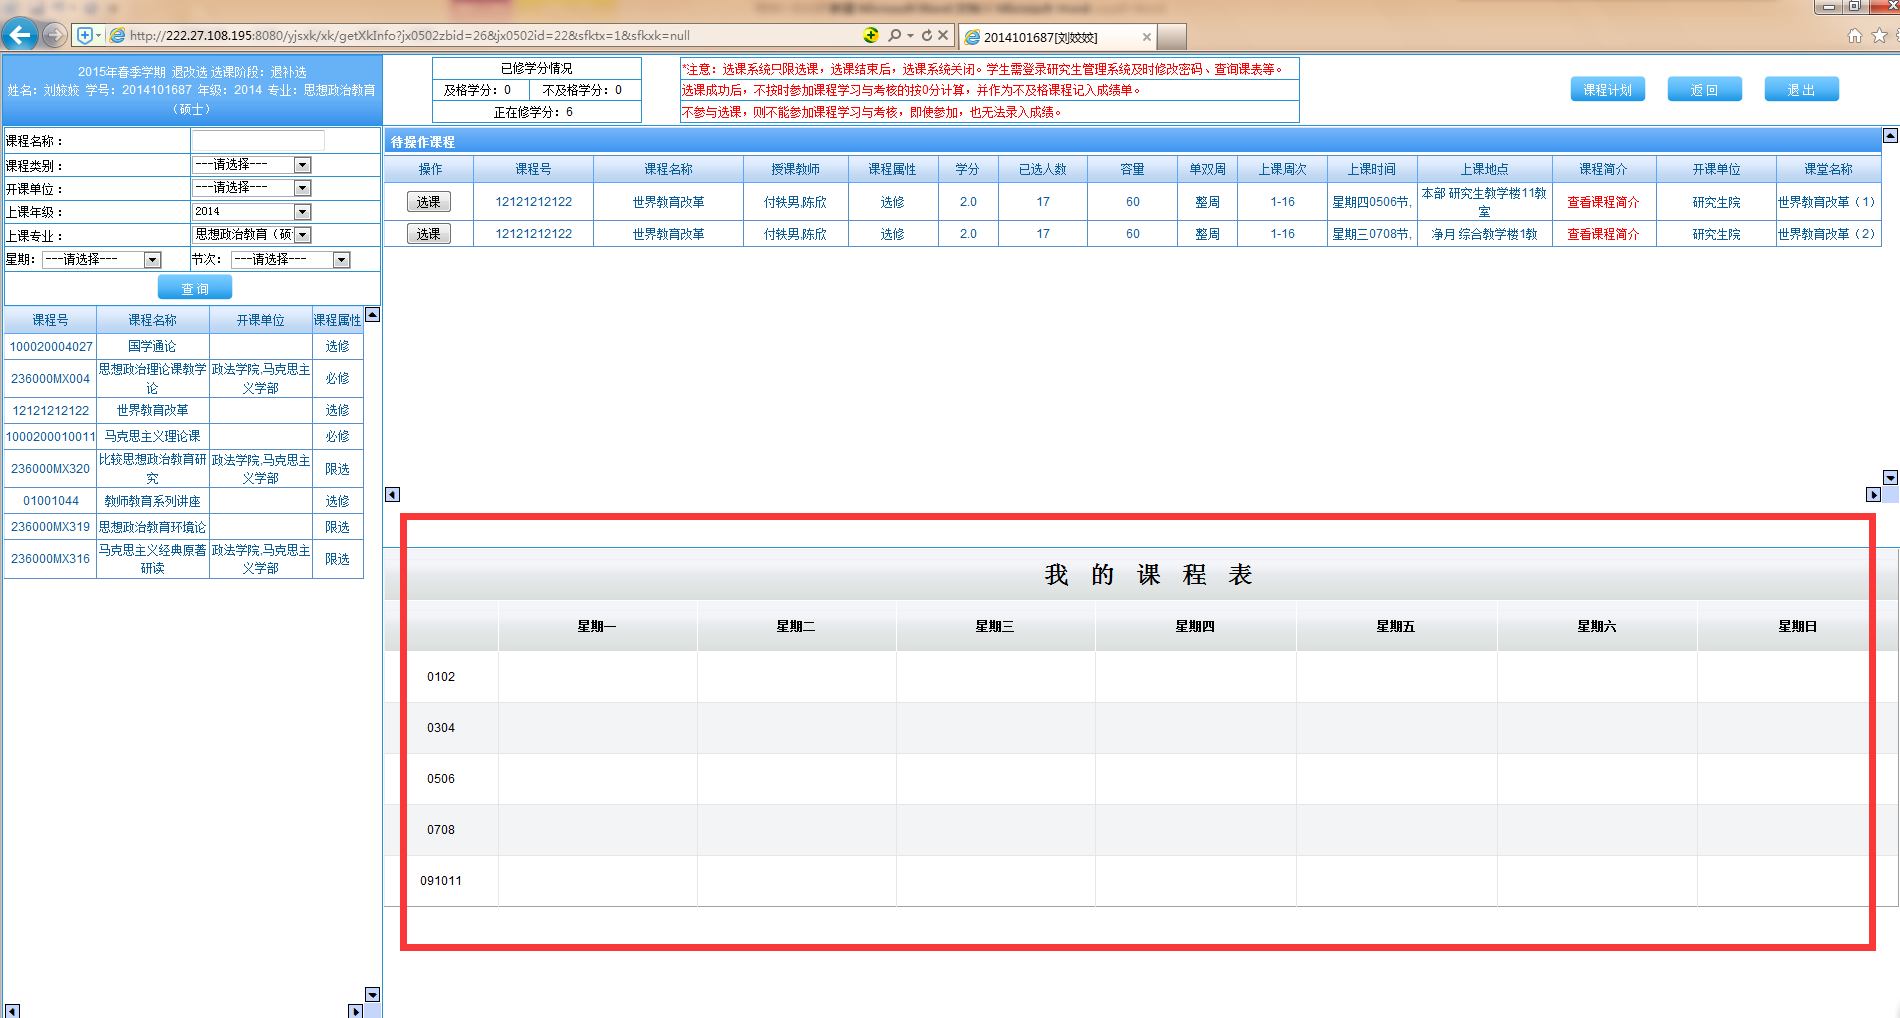 http://222.27.108.195:8080/yjsxk/xk/getXkInfo?jx0502zbid=26&jx0502id=22&sfktx=1&sfkxk=null
2014101687[刘姣姣]
2015年春季学期 退改选 选课阶段：退补选
姓名：刘姣姣 学号：2014101687 年级：2014 专业：思想政治教育
（硕士）
已修学分情况
及格学分：0 不及格学分：0
正在修学分：6
*注意：选课系统只限选课，选课结束后，选课系统关闭。学生需登录研究生管理系统及时修改密码、查询课表等。
选课成功后，不按时参加课程学习与考核的按0分计算，并作为不及格课程记入成绩单。
不参与选课，则不能参加课程学习与考核，即使参加，也无法录入成绩。
课程计划 返 回 退 出
课程名称：
课程类别： ---请选择---
开课单位： ---请选择---
上课年级： 2014
上课专业： 思想政治教育（硕
星期： ---请选择--- 节次： ---请选择---
查 询
课程号 课程名称 开课单位 课程属性
100020004027 国学通论 选修
236000MX004 思想政治理论课教学论 政法学院,马克思主义学部 必修
12121212122 世界教育改革 选修
1000200010011 马克思主义理论课 必修
236000MX320 比较思想政治教育研究 政法学院,马克思主义学部 限选
01001044 教师教育系列讲座 选修
236000MX319 思想政治教育环境论 限选
236000MX316 马克思主义经典原著研读 政法学院,马克思主义学部 限选
待操作课程
操作 课程号 课程名称 授课教师 课程属性 学分 已选人数 容量 单双周 上课周次 上课时间 上课地点 课程简介 开课单位 课堂名称
选课 12121212122 世界教育改革 付轶男,陈欣 选修 2.0 17 60 整周 1-16 星期四0506节, 本部 研究生教学楼11教室 查看课程简介 研究生院 世界教育改革（1）
选课 12121212122 世界教育改革 付轶男,陈欣 选修 2.0 17 60 整周 1-16 星期三0708节, 净月 综合教学楼1教 查看课程简介 研究生院 世界教育改革（2）
我 的 课 程 表
星期一 星期二 星期三 星期四 星期五 星期六 星期日
0102
0304
0506
0708
091011